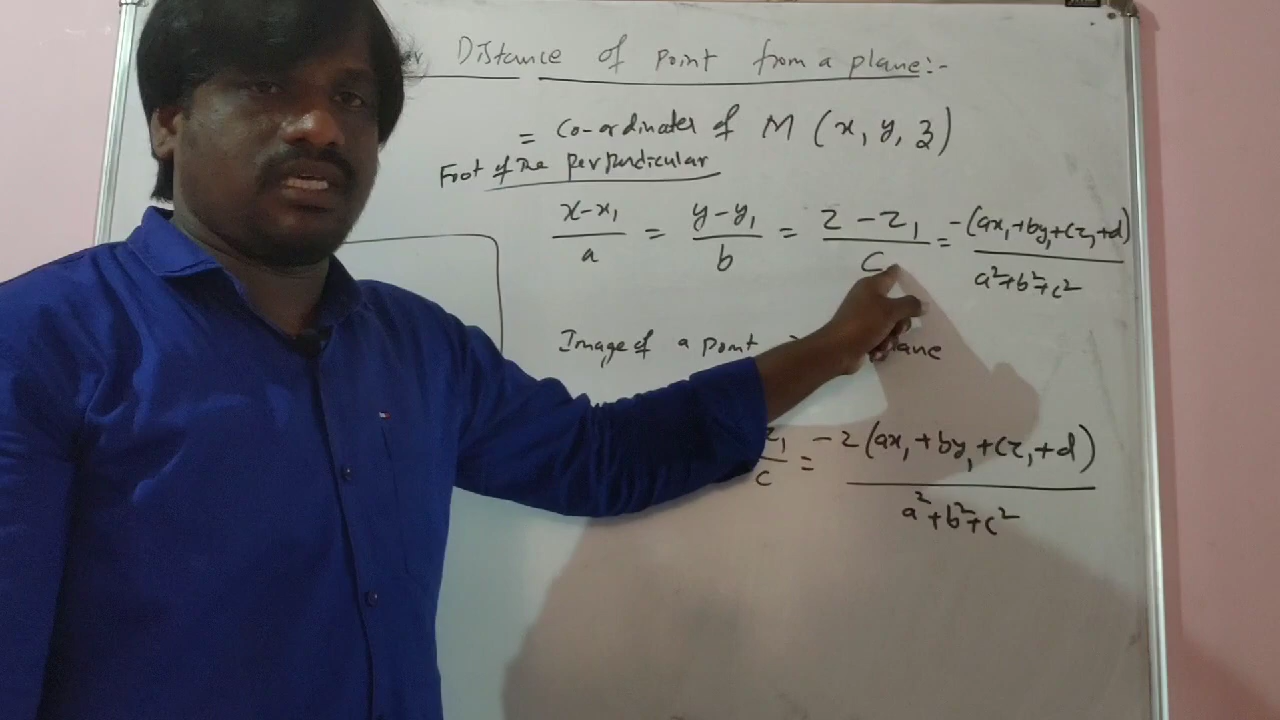 Distance of point from a plane:-
= Co-ordinates of M (x, y, z)
Foot of the perpendicular
x-x₁/a = y-y₁/b = z-z₁/c = -(ax₁+by₁+cz₁+d)/a²+b²+c²
Image of a point
z₁/c = -2(ax₁+by₁+cz₁+d)/a²+b²+c²